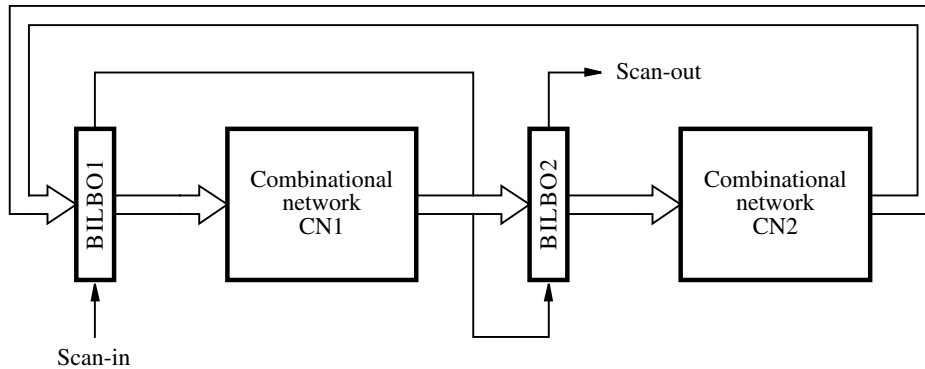 Scan-out
BILBO1
Combinational
network
CN1
BILBO2
Combinational
network
CN2
Scan-in